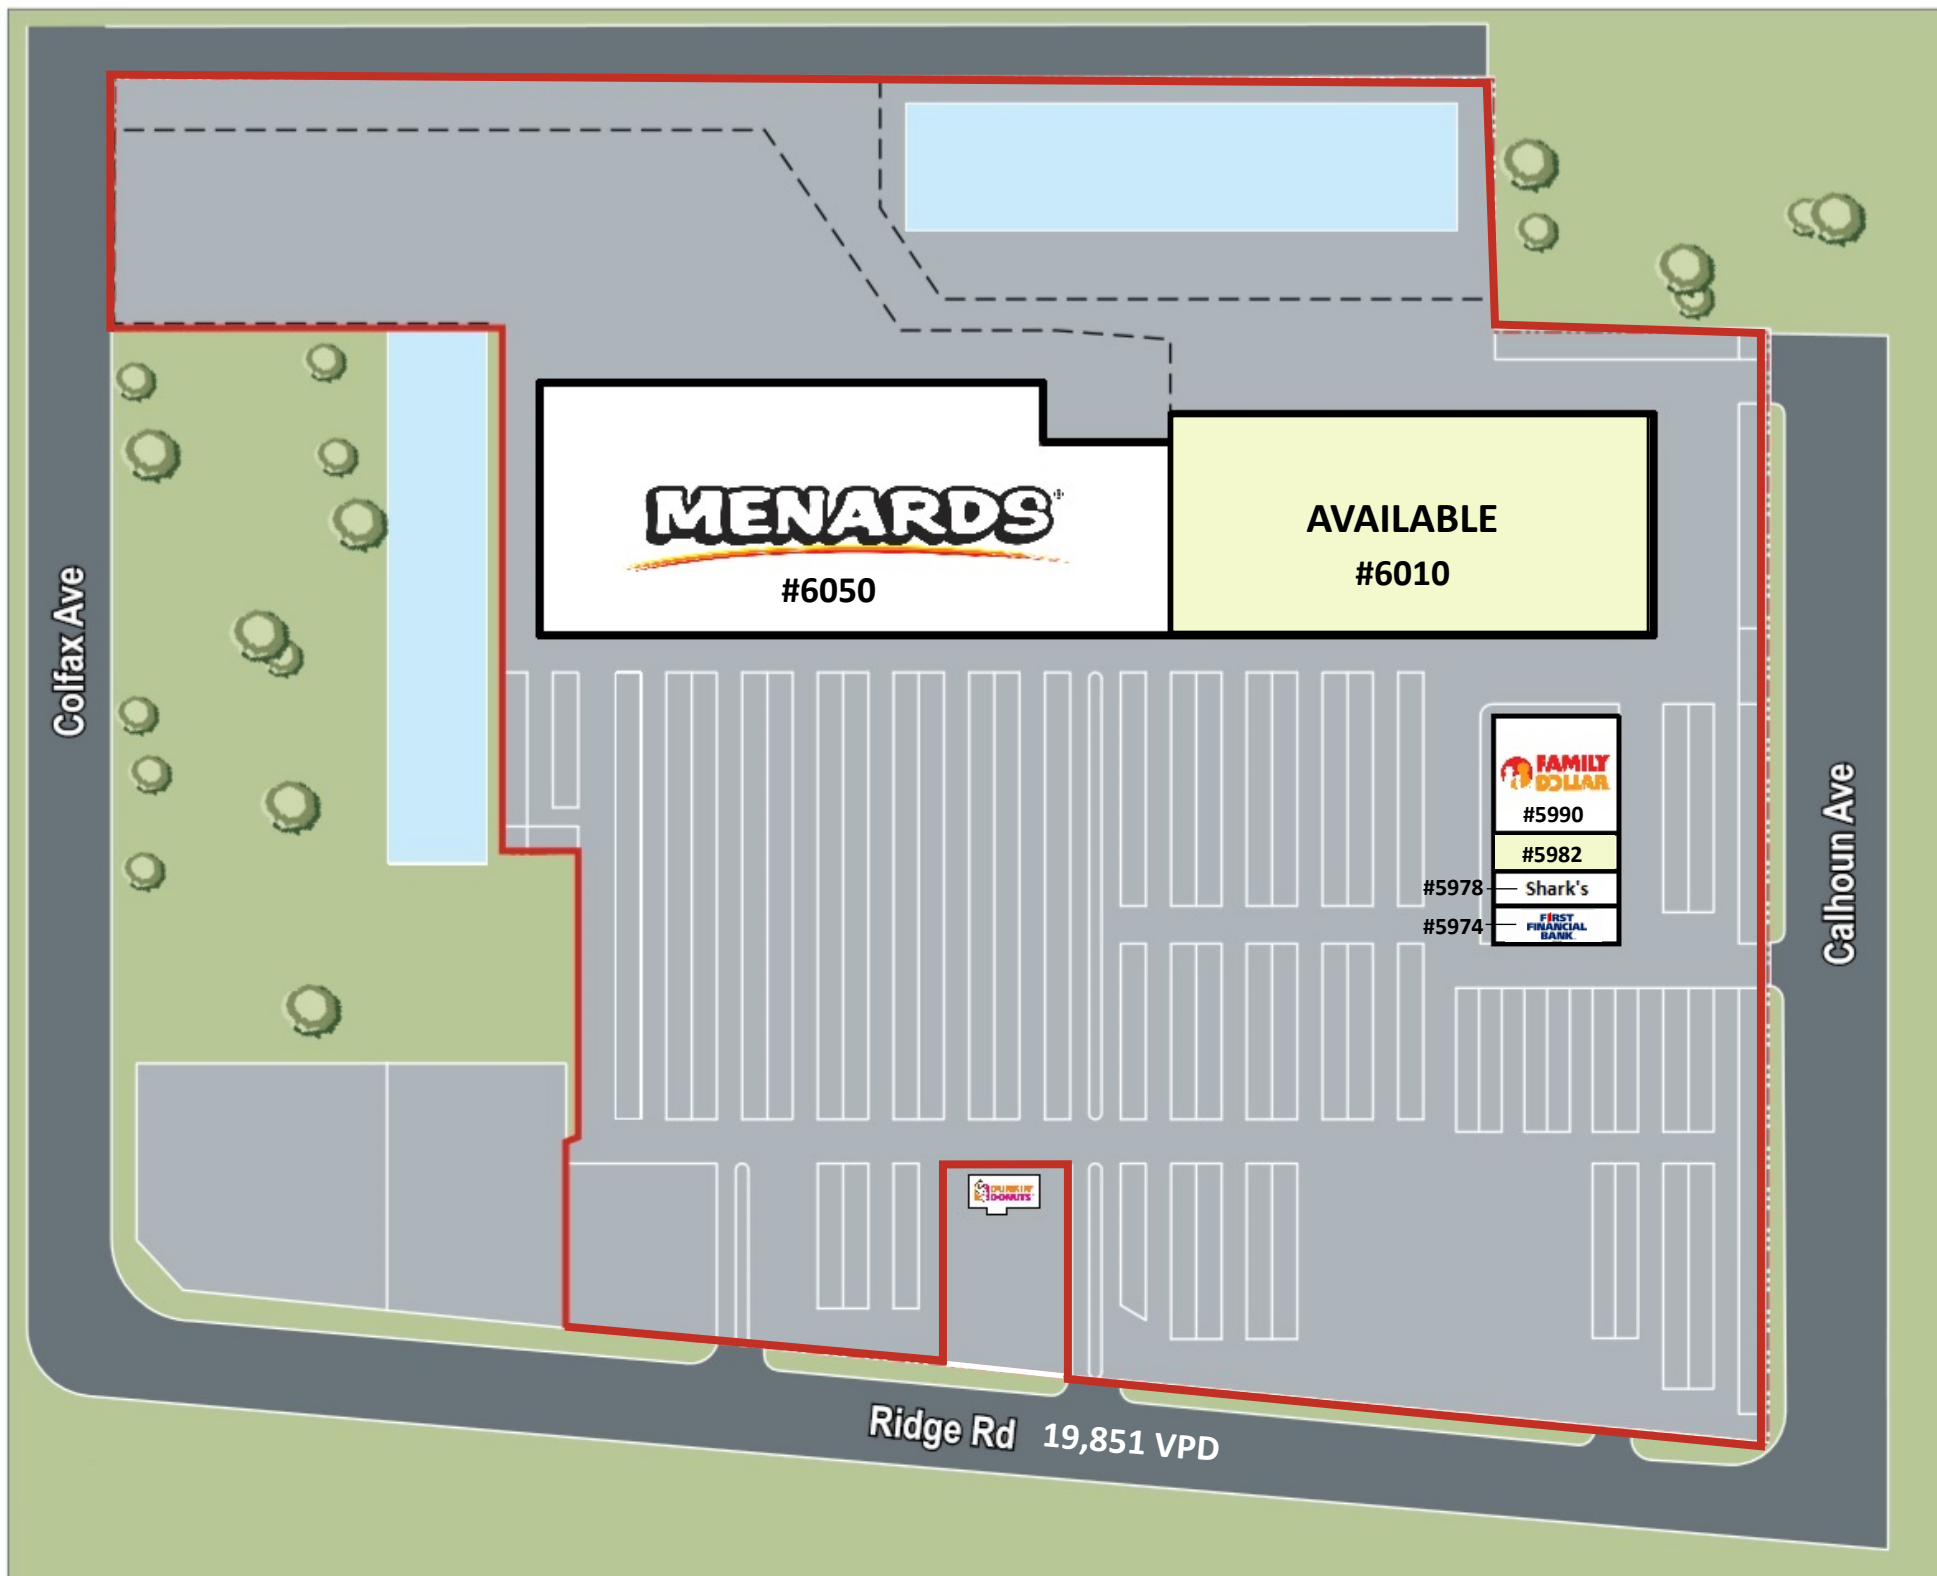 MENARDS®
#6050
AVAILABLE
#6010
Colfax Ave
FAMILY
DOLLAR
#5990
#5982
#5978
Shark's
#5974
FIRST
FINANCIAL
BANK
Calhoun Ave
DUNKIN'
DONUTS
Ridge Rd 19,851 VPD